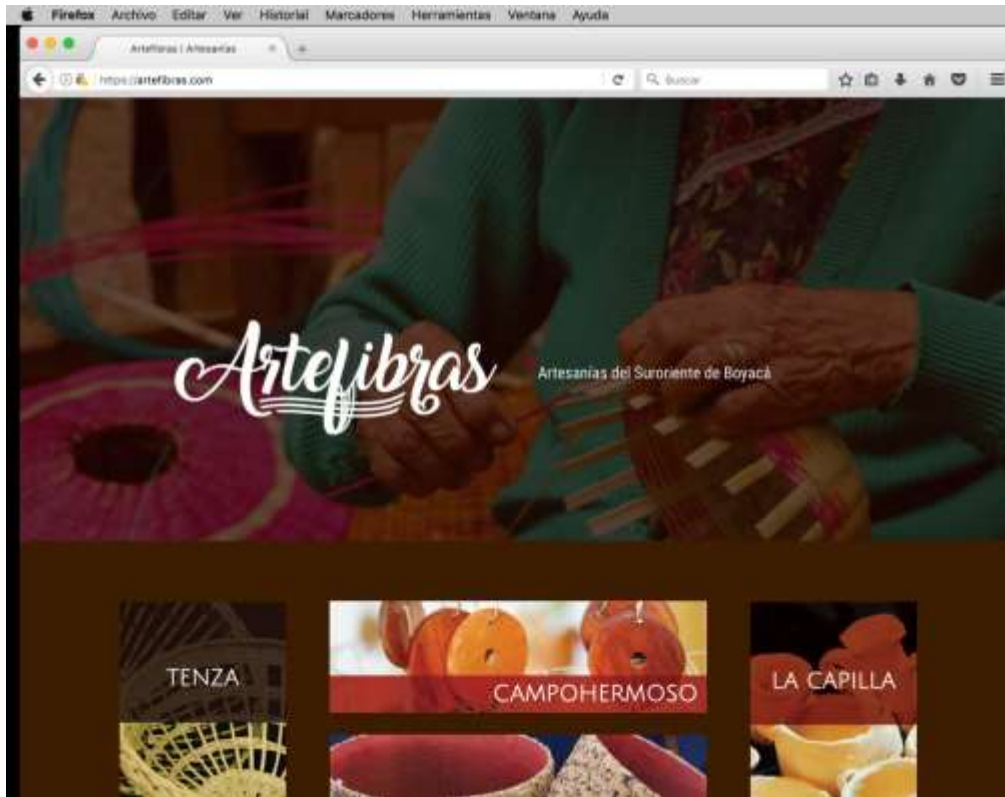 Firefox Archivo Editar Ver Historial Marcadores Herramientas Ventana Ayuda
Artefibras | Artesanías
https://artefibras.com
Buscar
Artefibras
Artesanías del Suroriente de Boyacá
TENZA
CAMPOHERMOSO
LA CAPILLA